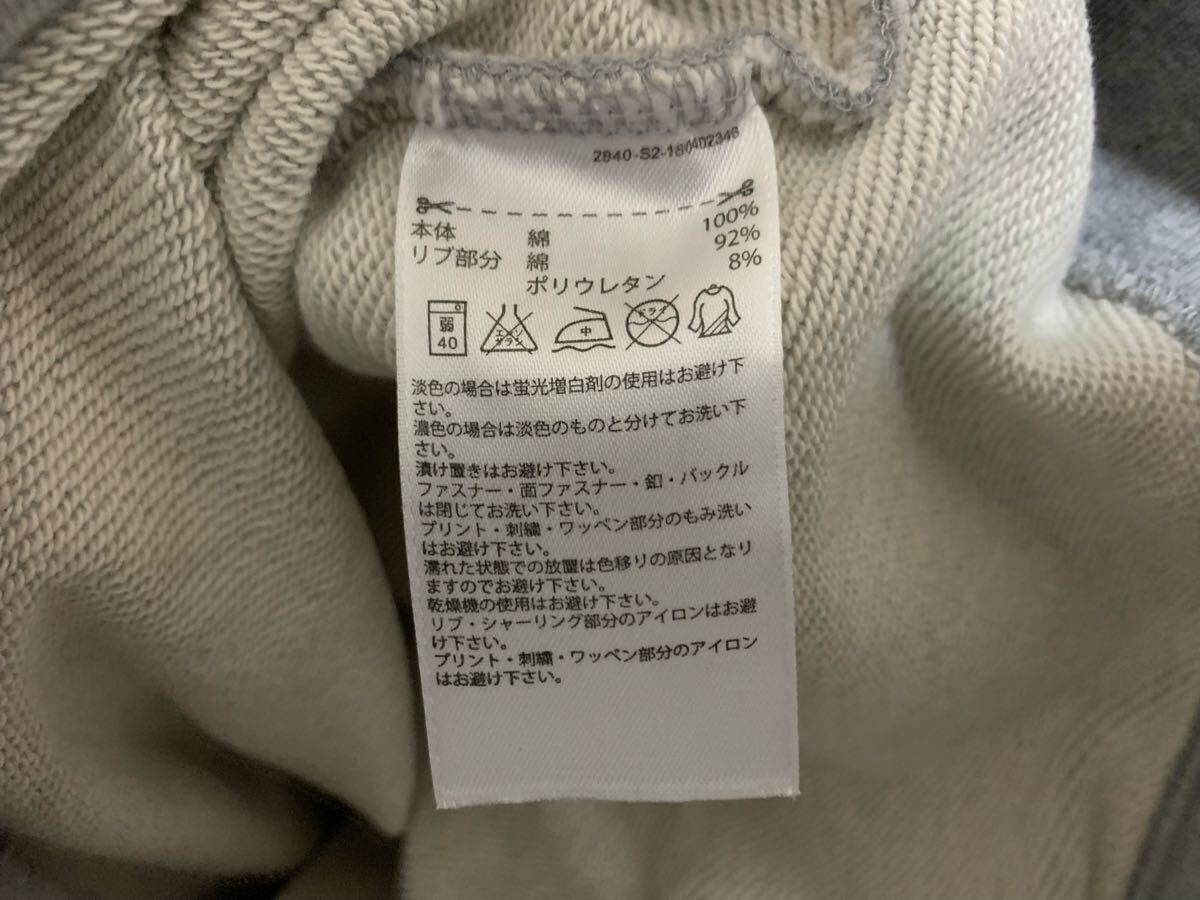 2840-S2-160402346
本体 綿 100%
リブ部分 綿 92%
ポリウレタン 8%
弱
40
エンソ
サラシ
中
ドライ
淡色の場合は蛍光増白剤の使用はお避け下
さい。
濃色の場合は淡色のものと分けてお洗い下
さい。
漬け置きはお避け下さい。
ファスナー・面ファスナー・釦・バックル
は閉じてお洗い下さい。
プリント・刺繍・ワッペン部分のもみ洗い
はお避け下さい。
濡れた状態での放置は色移りの原因となり
ますのでお避け下さい。
乾燥機の使用はお避け下さい。
リブ・シャーリング部分のアイロンはお避
け下さい。
プリント・刺繍・ワッペン部分のアイロン
はお避け下さい。